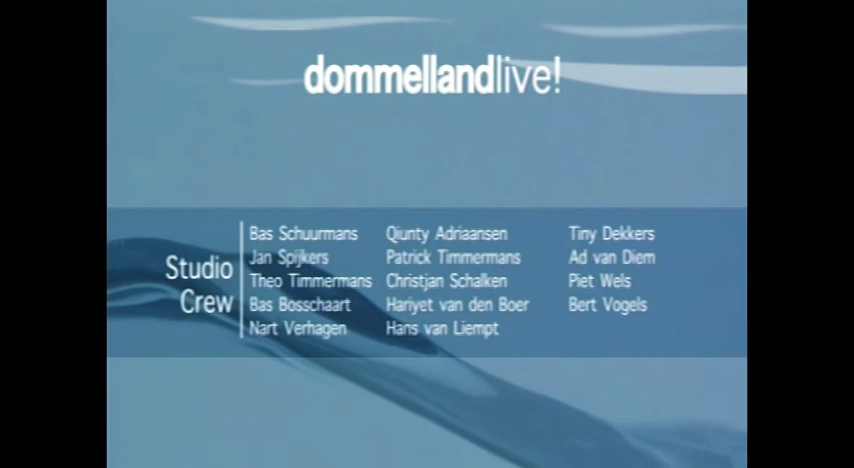 dommellandlive!
Studio
Crew
Bas Schuurmans
Jan Spijkers
Theo Timmermans
Bas Bosschaart
Nart Verhagen
Qiunty Adriaansen
Patrick Timmermans
Christjan Schalken
Hariyet van den Boer
Hans van Liempt
Tiny Dekkers
Ad van Diem
Piet Wels
Bert Vogels